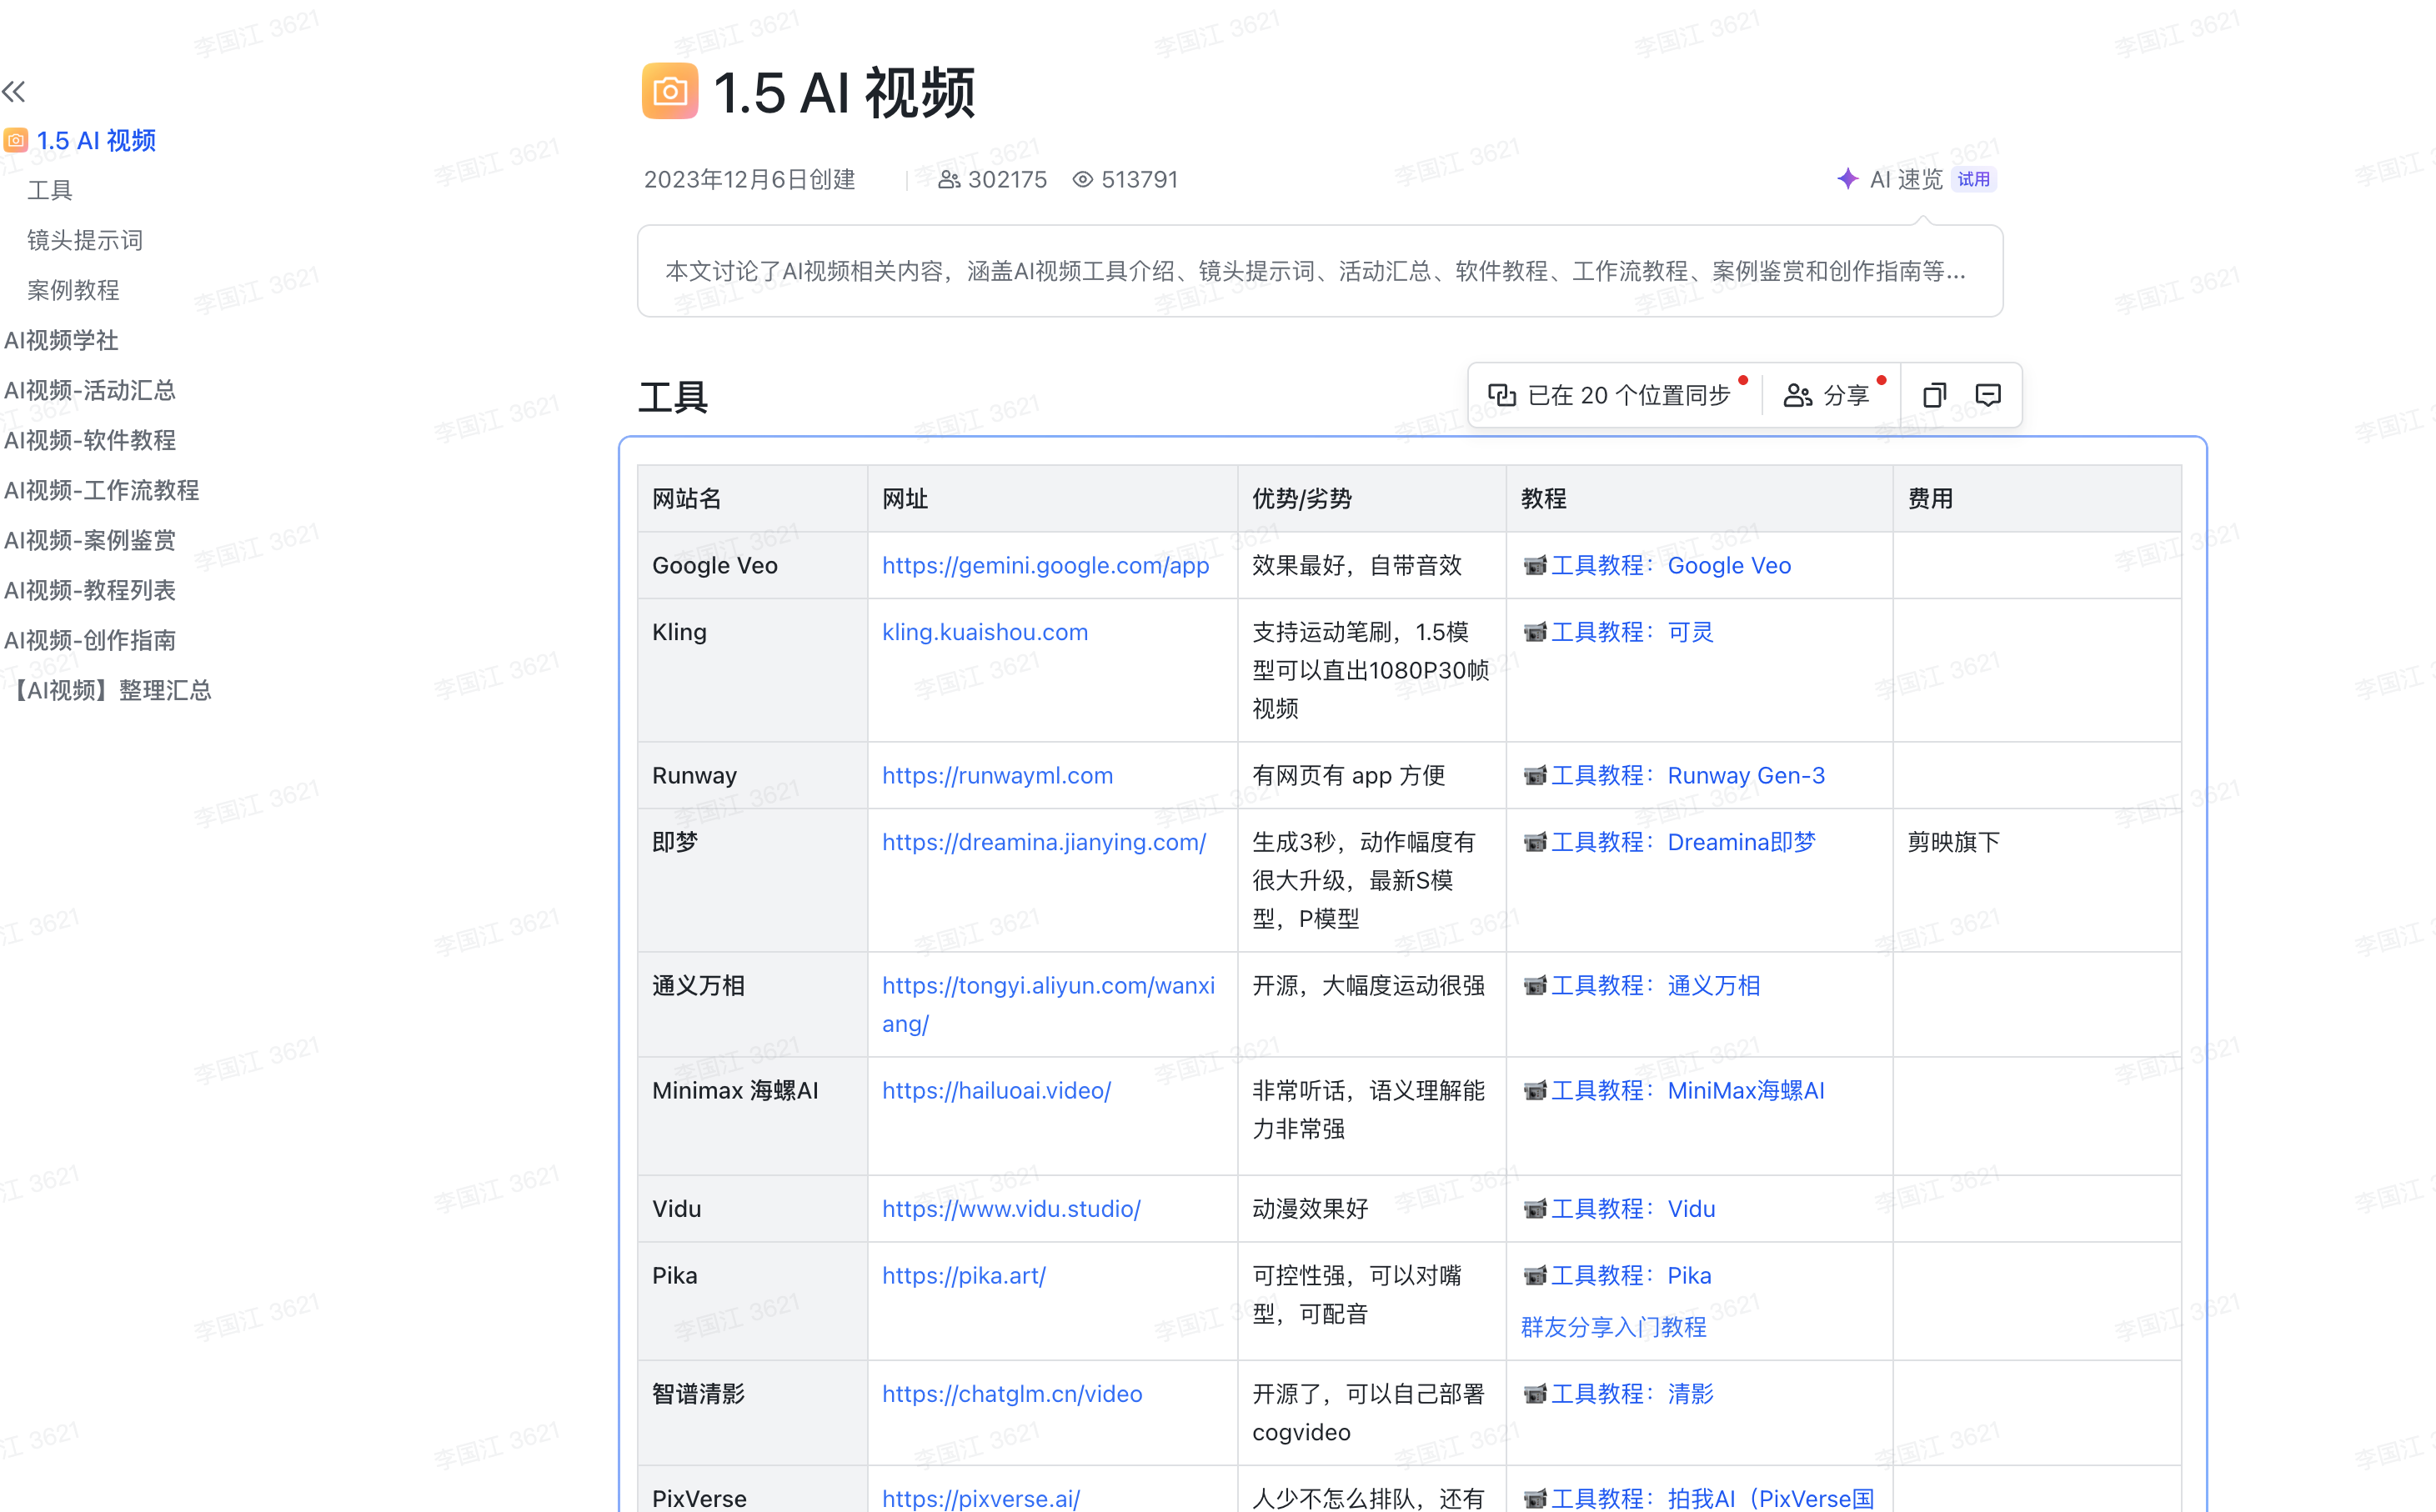 1.5 AI 视频
工具
镜头提示词
案例教程
AI视频学社
AI视频-活动汇总
AI视频-软件教程
AI视频-工作流教程
AI视频-案例鉴赏
AI视频-教程列表
AI视频-创作指南
【AI视频】整理汇总
1.5 AI 视频
2023年12月6日创建 302175 513791 AI 速览 试用
本文讨论了AI视频相关内容，涵盖AI视频工具介绍、镜头提示词、活动汇总、软件教程、工作流教程、案例鉴赏和创作指南等...
工具
已在 20 个位置同步 分享
网站名 网址 优势/劣势 教程 费用
Google Veo https://gemini.google.com/app 效果最好，自带音效 工具教程：Google Veo
Kling kling.kuaishou.com 支持运动笔刷，1.5模 工具教程：可灵
型可以直出1080P30帧
视频
Runway https://runwayml.com 有网页有 app 方便 工具教程：Runway Gen-3
即梦 https://dreamina.jianying.com/ 生成3秒，动作幅度有 工具教程：Dreamina即梦 剪映旗下
很大升级，最新S模
型，P模型
通义万相 https://tongyi.aliyun.com/wanxi 开源，大幅度运动很强 工具教程：通义万相
ang/
Minimax 海螺AI https://hailuoai.video/ 非常听话，语义理解能 工具教程：MiniMax海螺AI
力非常强
Vidu https://www.vidu.studio/ 动漫效果好 工具教程：Vidu
Pika https://pika.art/ 可控性强，可以对嘴 工具教程：Pika
型，可配音
群友分享入门教程
智谱清影 https://chatglm.cn/video 开源了，可以自己部署 工具教程：清影
cogvideo
PixVerse https://pixverse.ai/ 人少不怎么排队，还有 工具教程：拍我AI（PixVerse国
李国江 3621